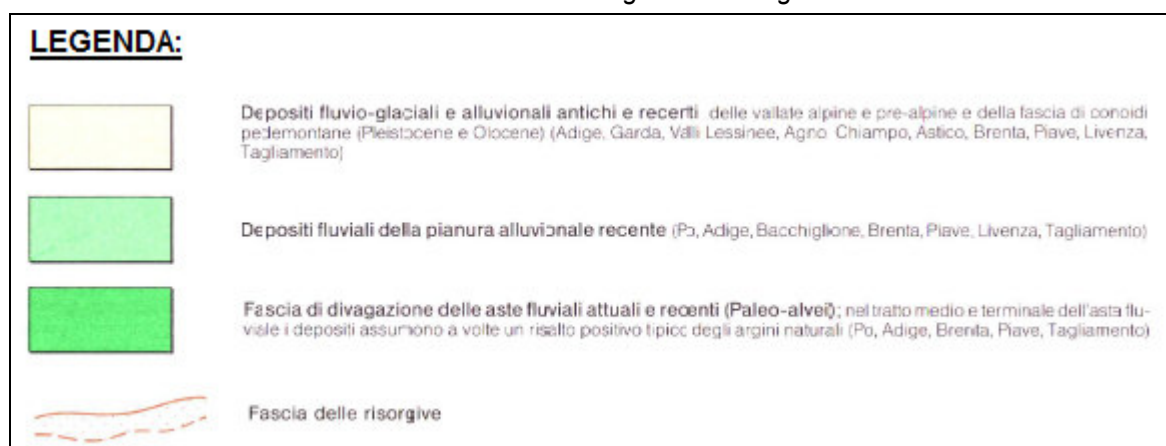 LEGENDA:
Depositi fluvio-glaciali e alluvionali antichi e recenti delle vallate alpine e pre-alpine e della fascia di conoidi
pedemontane (Pleistocene e Olocene) (Adige, Garda, Valli Lessinee, Agno Chiampo, Astico, Brenta, Piave, Livenza,
Tagliamento)
Depositi fluviali della pianura alluvionale recente (Po, Adige, Bacchiglione, Brenta, Piave, Livenza, Tagliamento)
Fascia di divagazione delle aste fluviali attuali e recenti (Paleo-alvei); nel tratto medio e terminale dell'asta flu-
viale i depositi assumono a volte un risalto positivo tipico degli argini naturali (Po, Adige, Brenta, Piave, Tagliamento)
Fascia delle risorgive